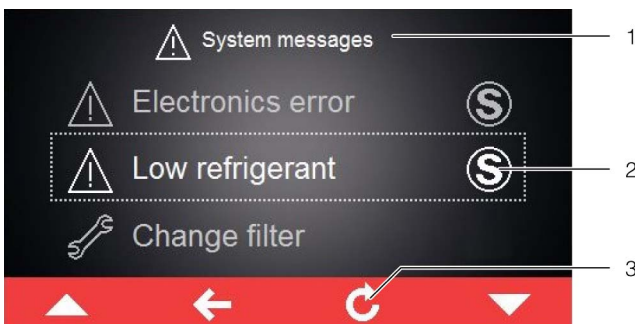 System messages
1
Electronics error
S
Low refrigerant
S
2
Change filter
3